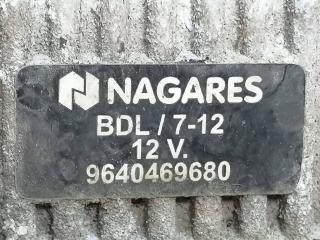 NAGARES
BDL / 7-12
12 V.
9640469680